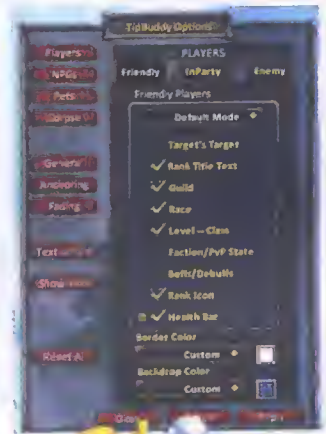 TipBuddy Options
Players
NPCs
Pets
Corpse
General
Anchoring
Fading
Text
Show
Reset All
PLAYERS
Friendly InParty Enemy
Friendly Players
Default Mode
Target's Target
Rank Title Text
Guild
Race
Level -- Class
Faction/PvP State
Buffs/Debuffs
Rank Icon
Health Bar
Border Color
Custom
Backdrop Color
Custom